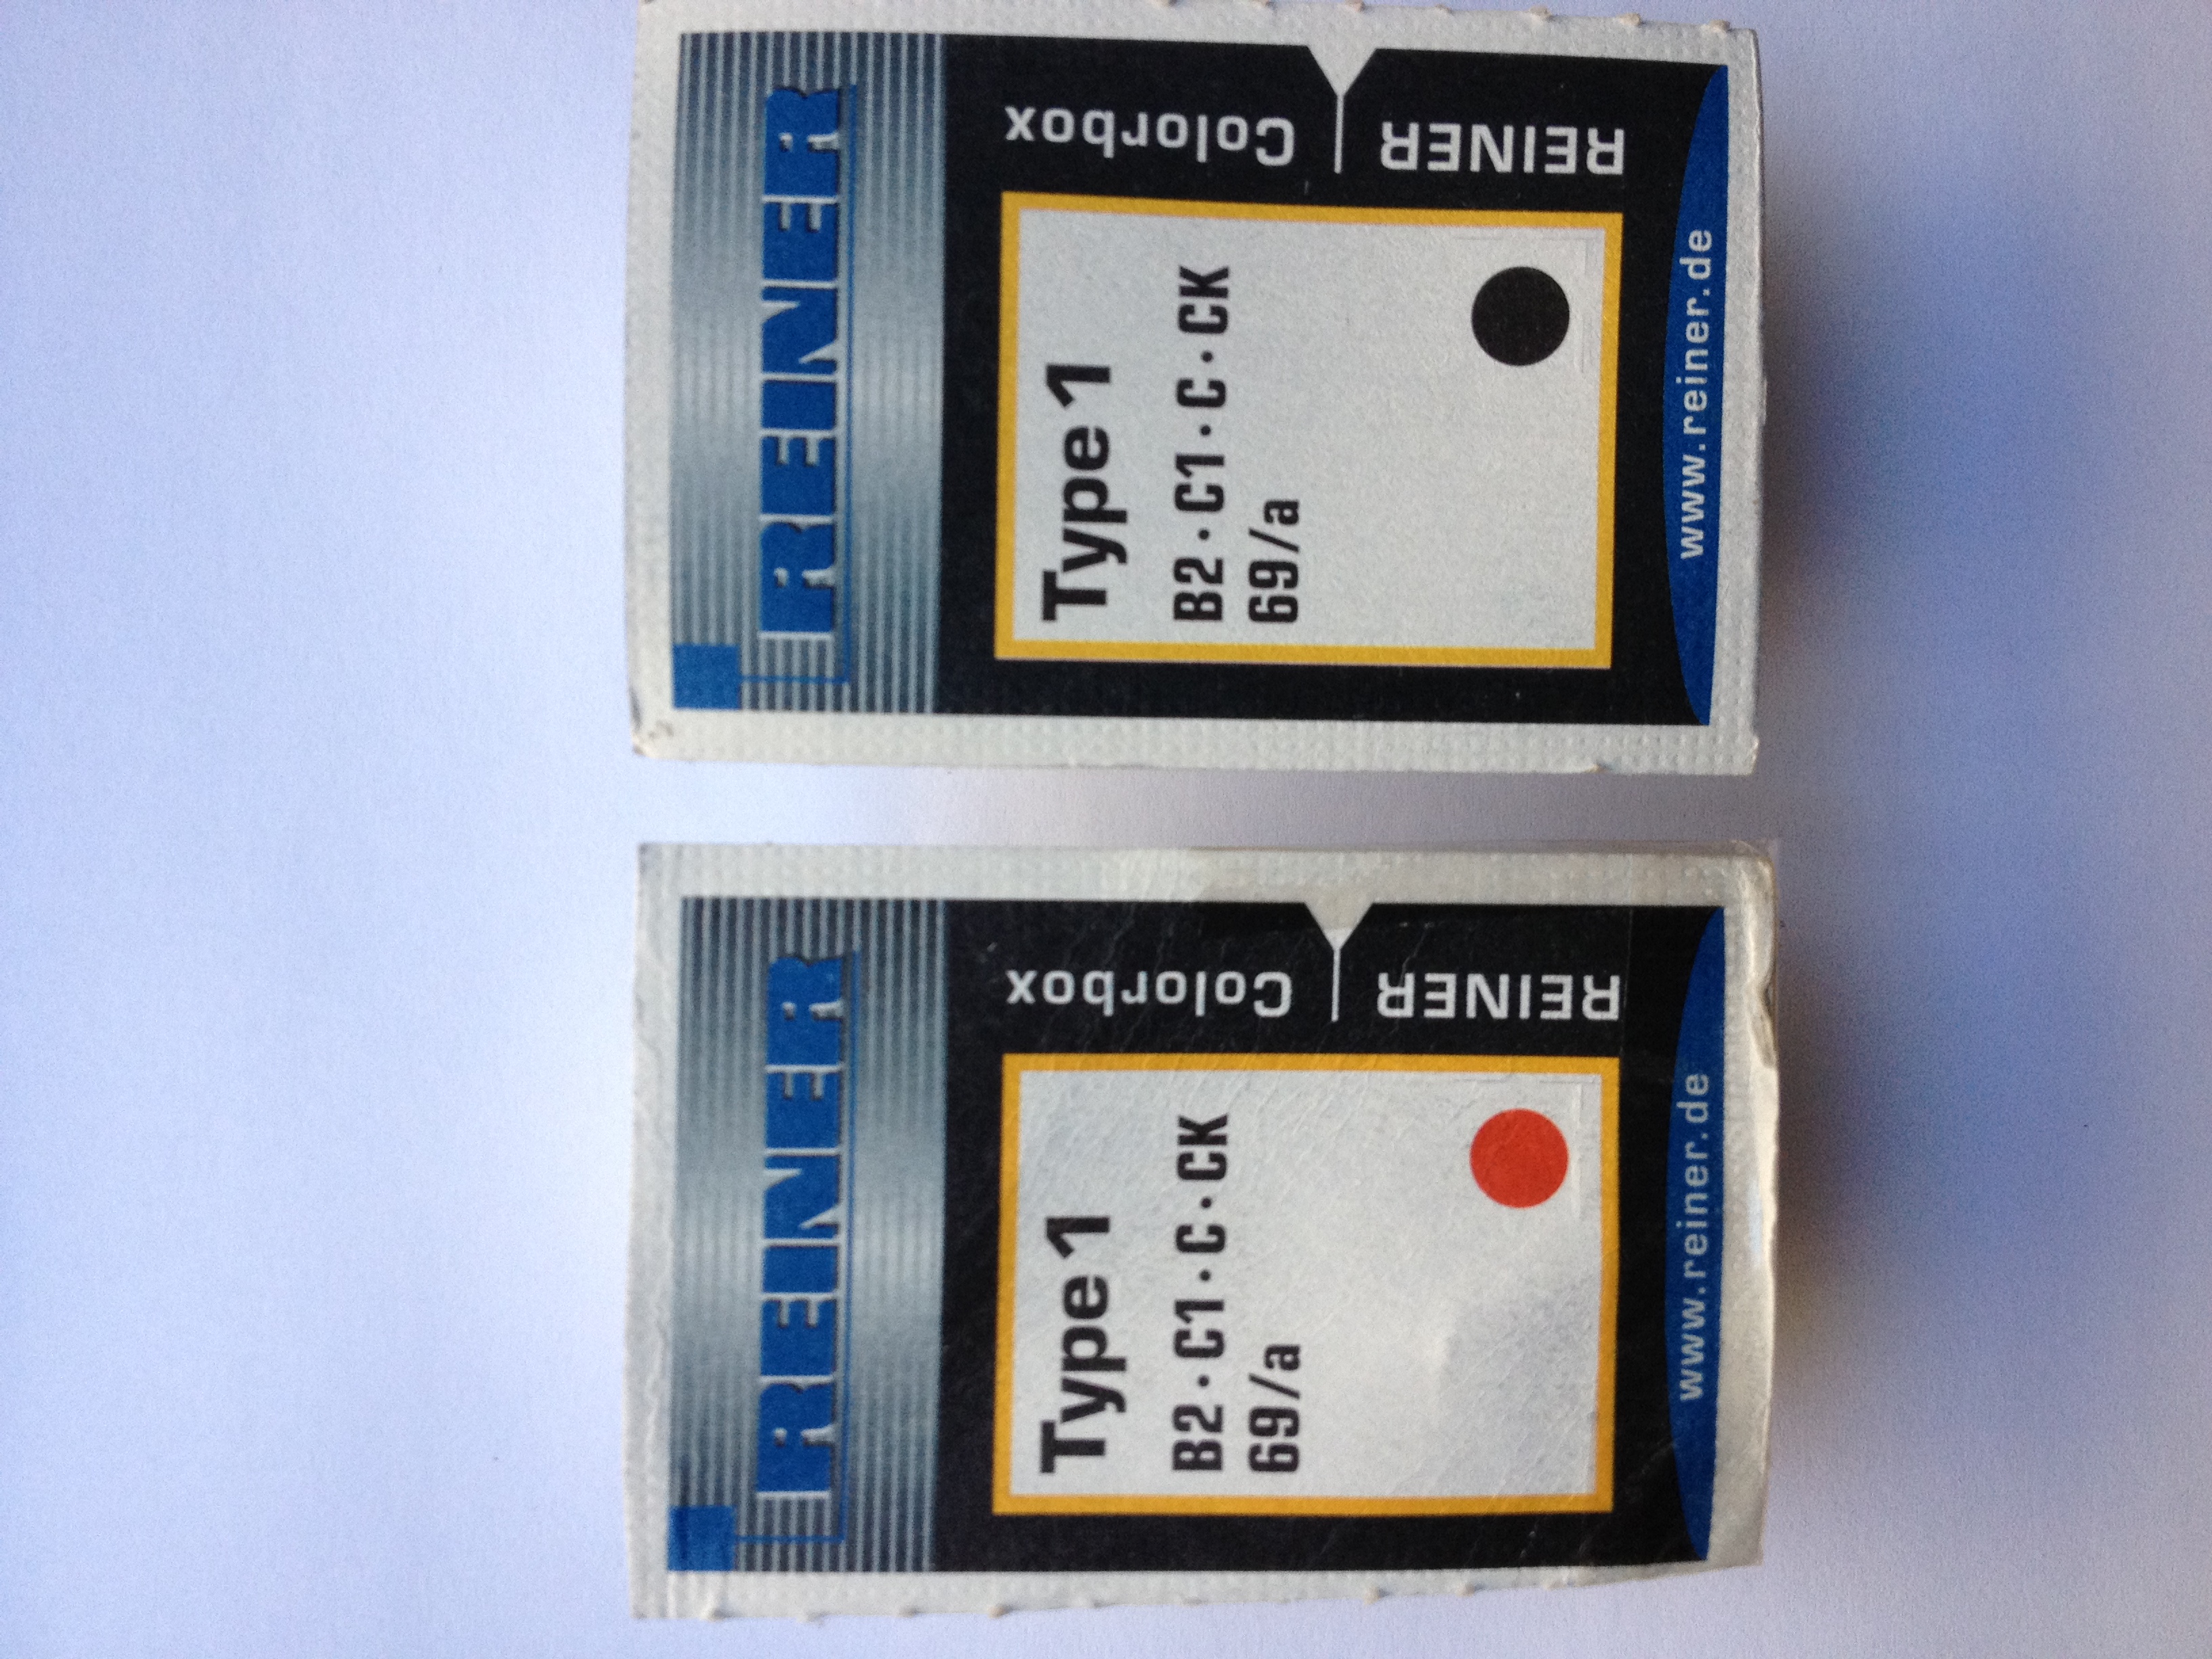 REINER
Type 1
B2·C1·C·CK
69/a
REINER
Colorbox
www.reiner.de
REINER
Type 1
B2·C1·C·CK
69/a
REINER
Colorbox
www.reiner.de